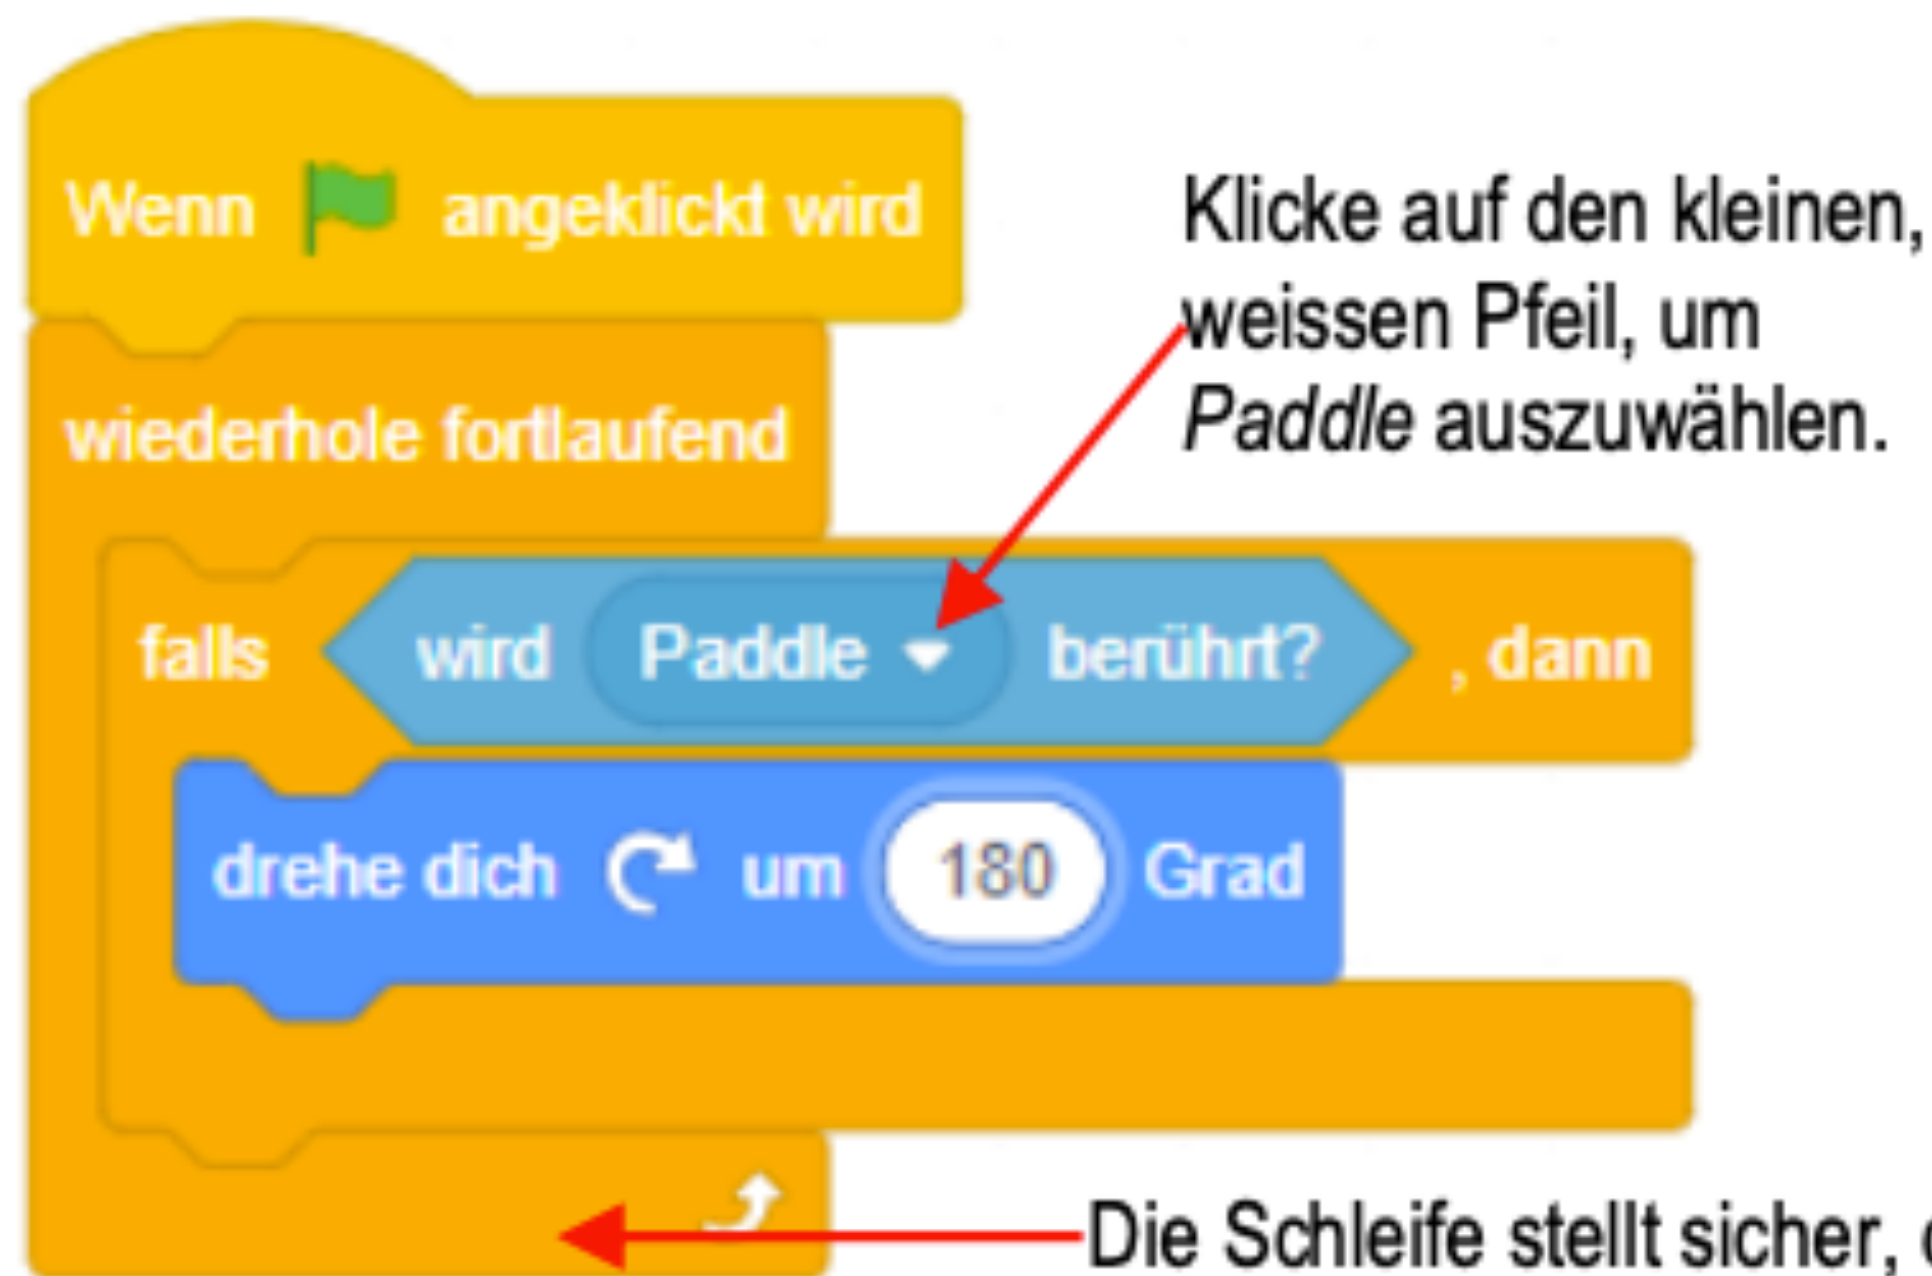 Wenn angeklickt wird
Klicke auf den kleinen,
weissen Pfeil, um
Paddle auszuwählen.
wiederhole fortlaufend
falls wird Paddle berührt? , dann
drehe dich um 180 Grad
Die Schleife stellt sicher,